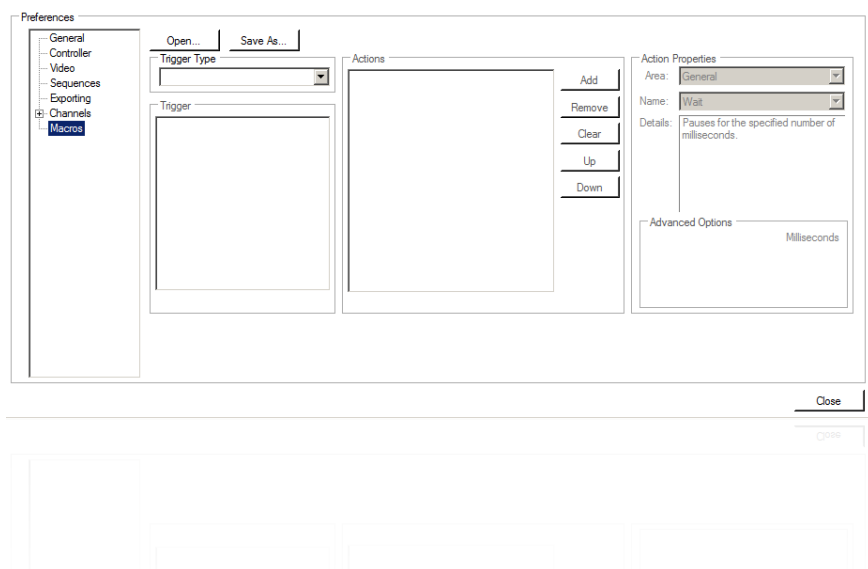 Preferences
General
Controller
Video
Sequences
Exporting
Channels
Macros
Open...
Save As...
Trigger Type
Trigger
Actions
Add
Remove
Clear
Up
Down
Action Properties
Area: General
Name: Wait
Details: Pauses for the specified number of
milliseconds.
Advanced Options
Milliseconds
Close
Close